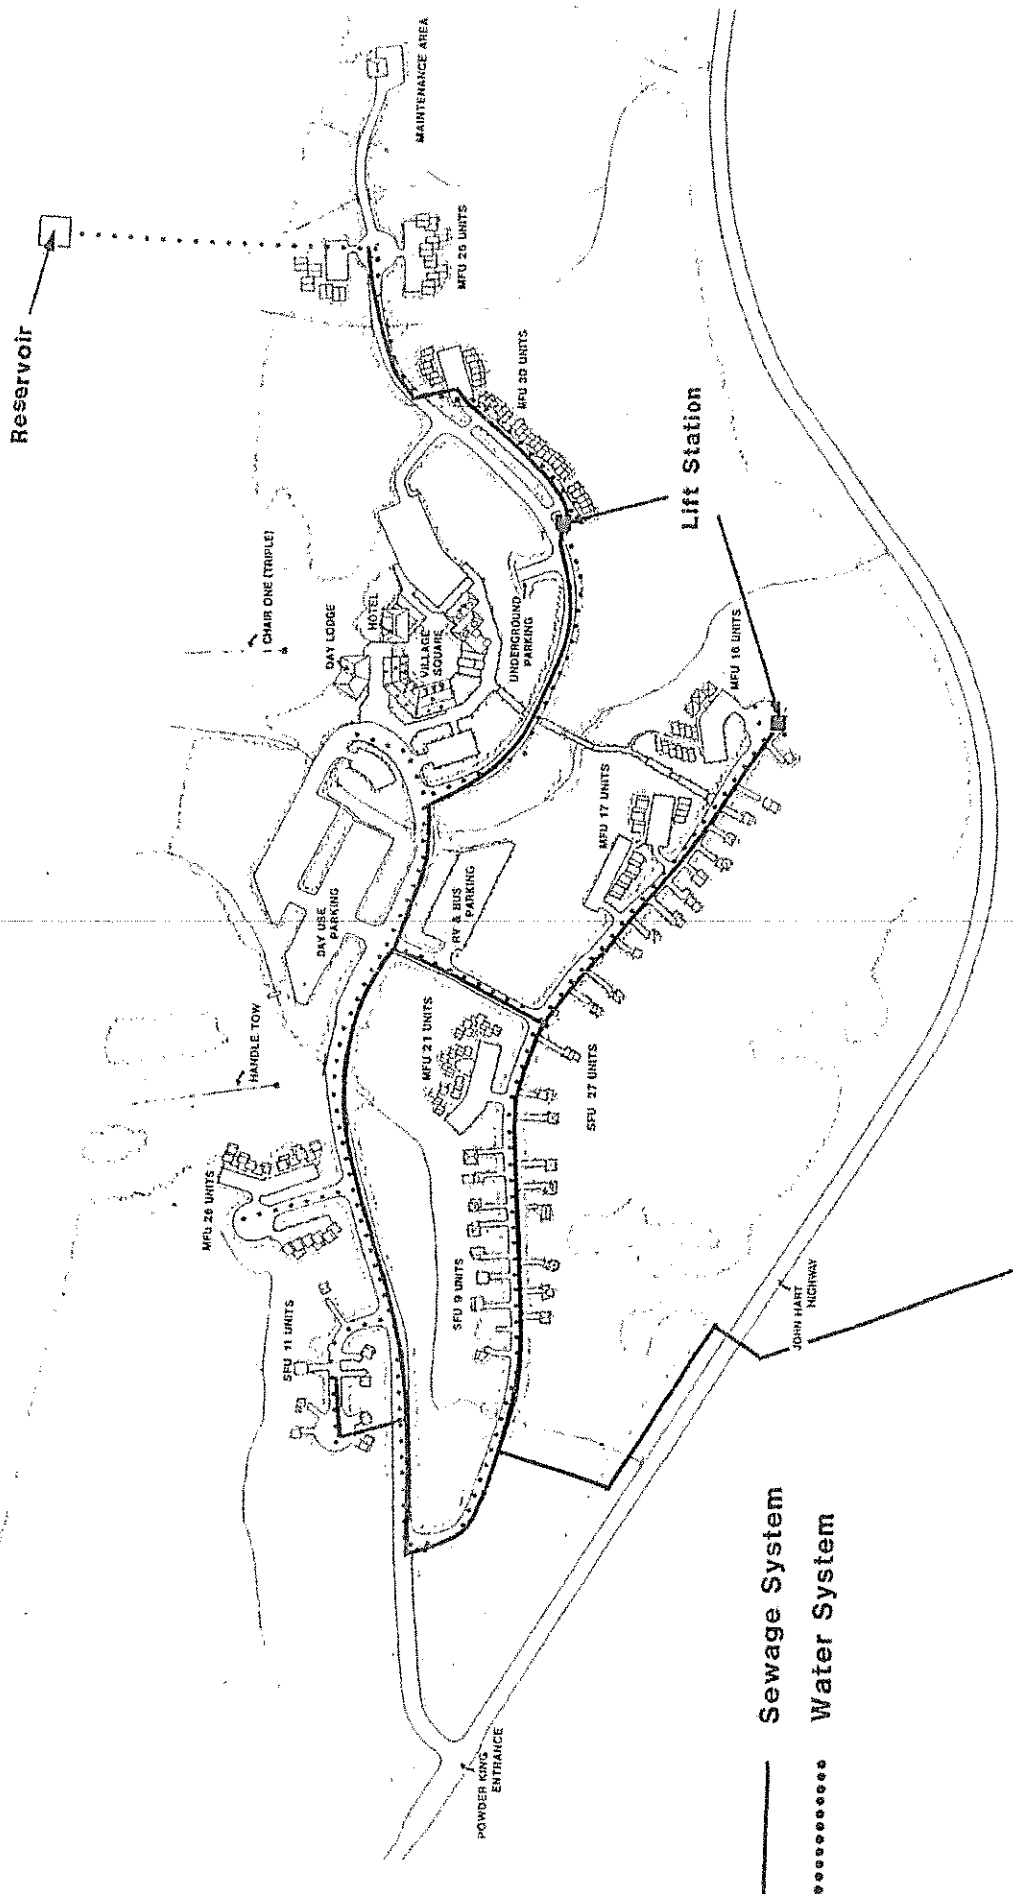 Reservoir
MAINTENANCE AREA
MFU 26 UNITS
MFU 30 UNITS
Lift Station
CHAIR ONE (TRIPLE)
DAY LODGE
HOTEL
VILLAGE
SQUARE
UNDERGROUND
PARKING
MFU 16 UNITS
MFU 17 UNITS
DAY USE
PARKING
RV & BUS
PARKING
HANDLE TOW
MFU 21 UNITS
SFU 27 UNITS
MFU 28 UNITS
SFU 11 UNITS
SFU 9 UNITS
JOHN HART
HIGHWAY
POWDER KING
ENTRANCE
Sewage System
Water System